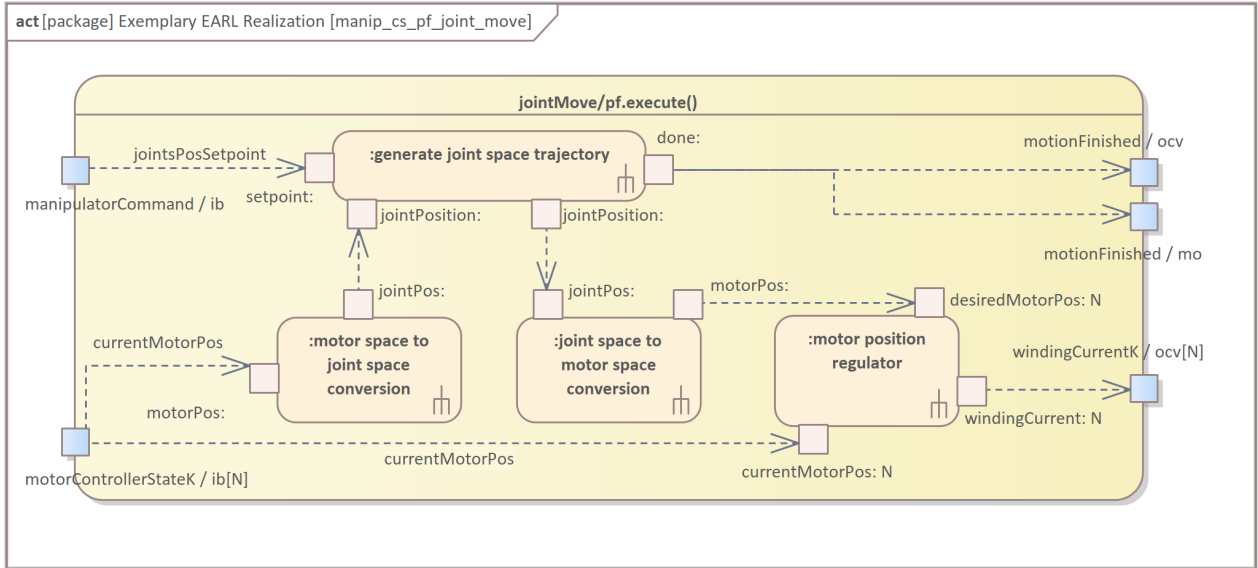 act [package] Exemplary EARL Realization [manip_cs_pf_joint_move]
jointMove/pf.execute()
done:
motionFinished / ocv
jointsPosSetpoint
:generate joint space trajectory
setpoint:
manipulatorCommand / ib
jointPosition:
jointPosition:
motionFinished / mo
jointPos:
jointPos:
motorPos:
desiredMotorPos: N
currentMotorPos
:motor space to
joint space
conversion
:joint space to
motor space
conversion
:motor position
regulator
windingCurrentK / ocv[N]
motorPos:
windingCurrent: N
currentMotorPos
motorControllerStateK / ib[N]
currentMotorPos: N